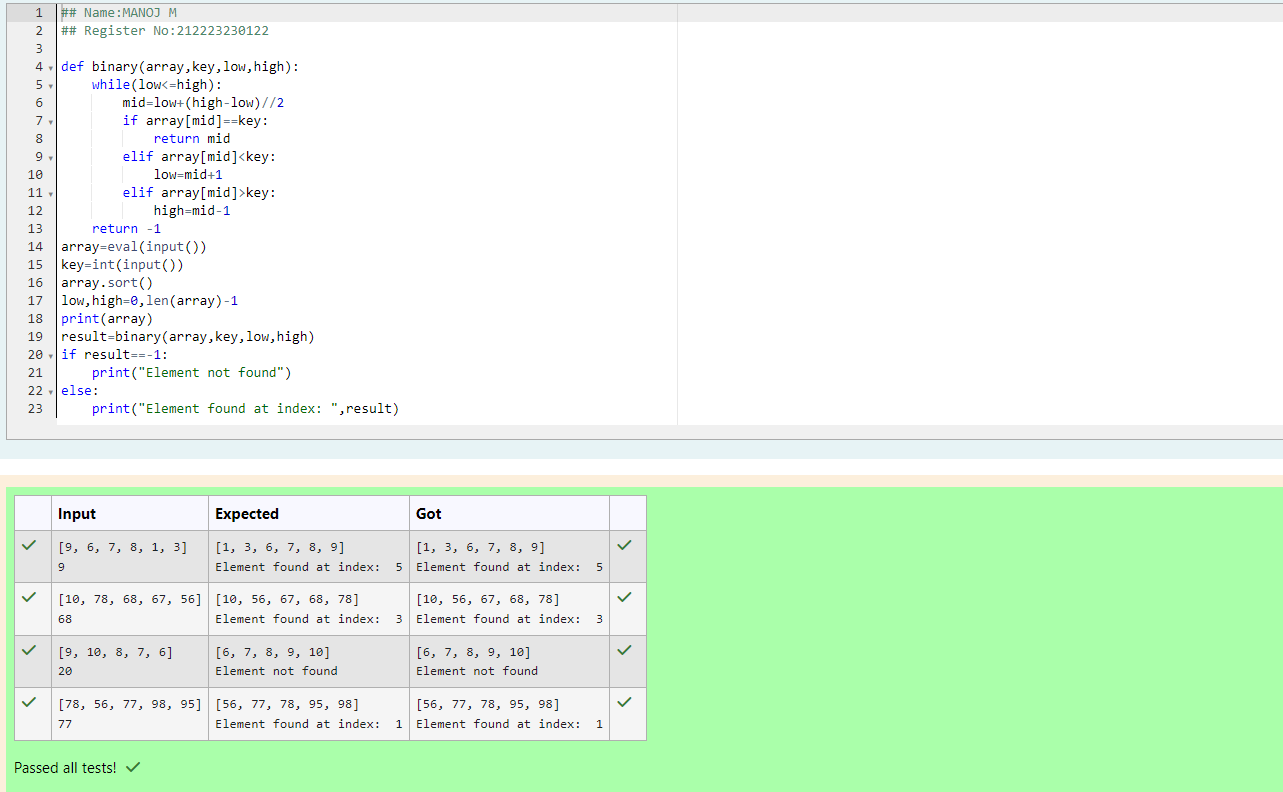 1 ## Name:MANOJ M
2 ## Register No:212223230122
3
4 def binary(array,key,low,high):
5     while(low<=high):
6         mid=low+(high-low)//2
7         if array[mid]==key:
8             return mid
9         elif array[mid]<key:
10             low=mid+1
11         elif array[mid]>key:
12             high=mid-1
13     return -1
14 array=eval(input())
15 key=int(input())
16 array.sort()
17 low,high=0,len(array)-1
18 print(array)
19 result=binary(array,key,low,high)
20 if result==-1:
21     print("Element not found")
22 else:
23     print("Element found at index: ",result)
Input Expected Got
[9, 6, 7, 8, 1, 3] [1, 3, 6, 7, 8, 9] [1, 3, 6, 7, 8, 9]
9 Element found at index:  5 Element found at index:  5
[10, 78, 68, 67, 56] [10, 56, 67, 68, 78] [10, 56, 67, 68, 78]
68 Element found at index:  3 Element found at index:  3
[9, 10, 8, 7, 6] [6, 7, 8, 9, 10] [6, 7, 8, 9, 10]
20 Element not found Element not found
[78, 56, 77, 98, 95] [56, 77, 78, 95, 98] [56, 77, 78, 95, 98]
77 Element found at index:  1 Element found at index:  1
Passed all tests!